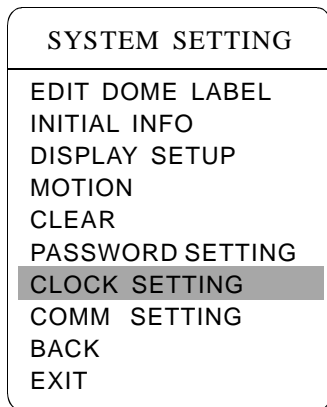 SYSTEM SETTING
EDIT DOME LABEL
INITIAL INFO
DISPLAY SETUP
MOTION
CLEAR
PASSWORD SETTING
CLOCK SETTING
COMM SETTING
BACK
EXIT